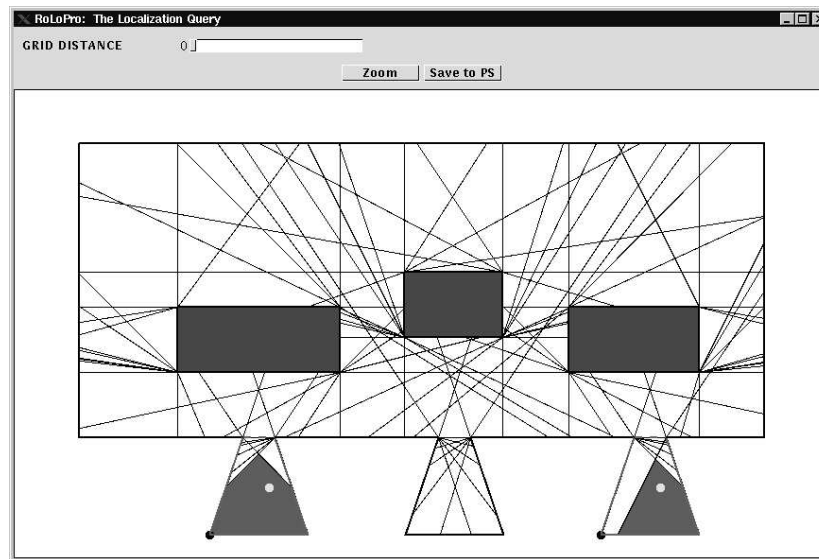 RoLoPro: The Localization Query
GRID DISTANCE 0
Zoom Save to PS